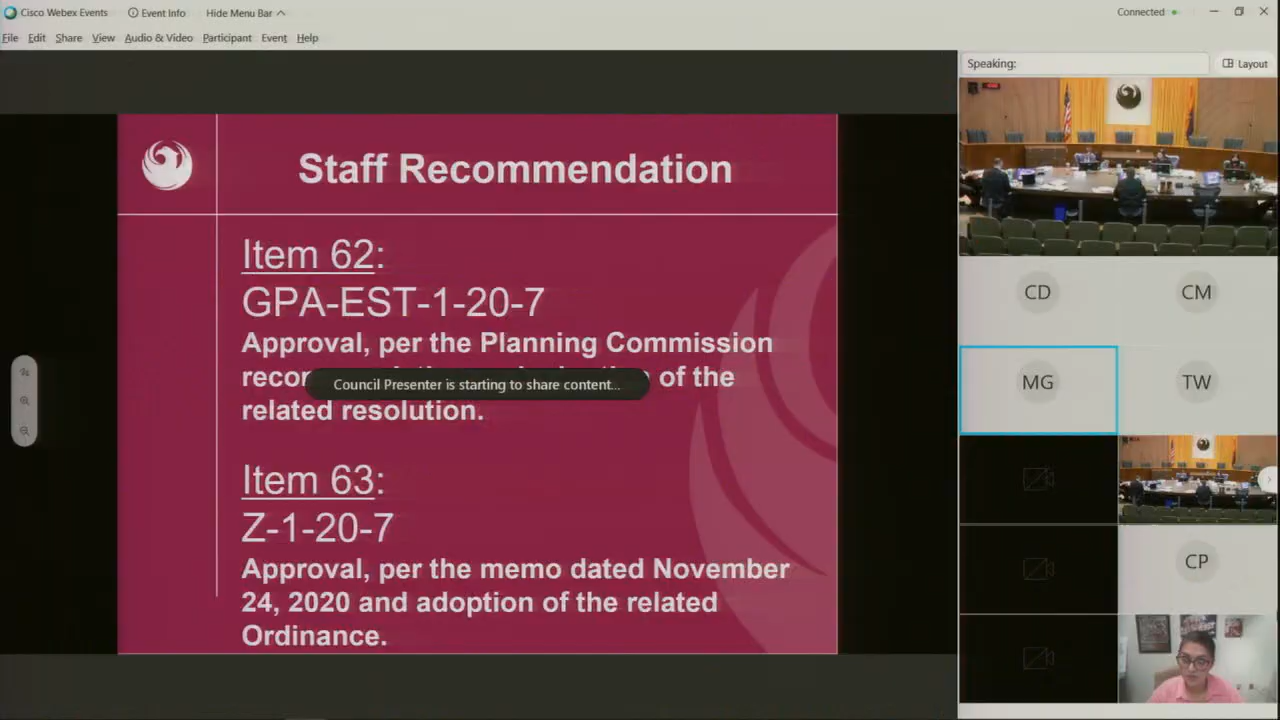 Cisco Webex Events
Event Info
Hide Menu Bar
Connected
File Edit Share View Audio & Video Participant Event Help
Speaking:
Layout
Staff Recommendation
Item 62:
GPA-EST-1-20-7
Approval, per the Planning Commission
of the
Council Presenter is starting to share content...
related resolution.
Item 63:
Z-1-20-7
Approval, per the memo dated November
24, 2020 and adoption of the related
Ordinance.
CD
CM
MG
TW
CP